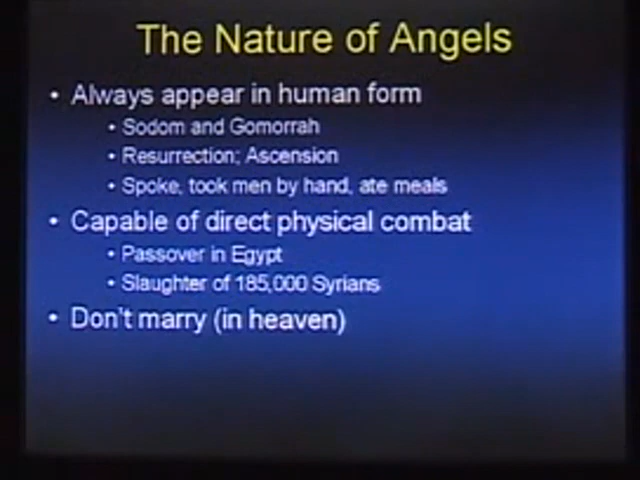 The Nature of Angels
• Always appear in human form
• Sodom and Gomorrah
• Resurrection; Ascension
• Spoke, took men by hand, ate meals
• Capable of direct physical combat
• Passover in Egypt
• Slaughter of 185,000 Syrians
• Don't marry (in heaven)